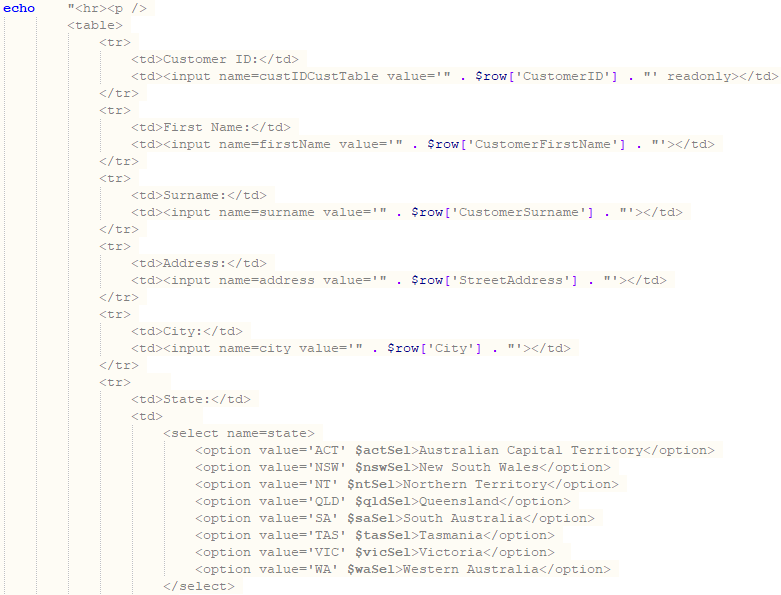 echo    "<hr><p />
        <table>
            <tr>
                <td>Customer ID:</td>
                <td><input name=custIDCustTable value='" . $row['CustomerID'] . "' readonly></td>
            </tr>
            <tr>
                <td>First Name:</td>
                <td><input name=firstName value='" . $row['CustomerFirstName'] . "'></td>
            </tr>
            <tr>
                <td>Surname:</td>
                <td><input name=surname value='" . $row['CustomerSurname'] . "'></td>
            </tr>
            <tr>
                <td>Address:</td>
                <td><input name=address value='" . $row['StreetAddress'] . "'></td>
            </tr>
            <tr>
                <td>City:</td>
                <td><input name=city value='" . $row['City'] . "'></td>
            </tr>
            <tr>
                <td>State:</td>
                <td>
                    <select name=state>
                        <option value='ACT' $actSel>Australian Capital Territory</option>
                        <option value='NSW' $nswSel>New South Wales</option>
                        <option value='NT' $ntSel>Northern Territory</option>
                        <option value='QLD' $qldSel>Queensland</option>
                        <option value='SA' $saSel>South Australia</option>
                        <option value='TAS' $tasSel>Tasmania</option>
                        <option value='VIC' $vicSel>Victoria</option>
                        <option value='WA' $waSel>Western Australia</option>
                    </select>